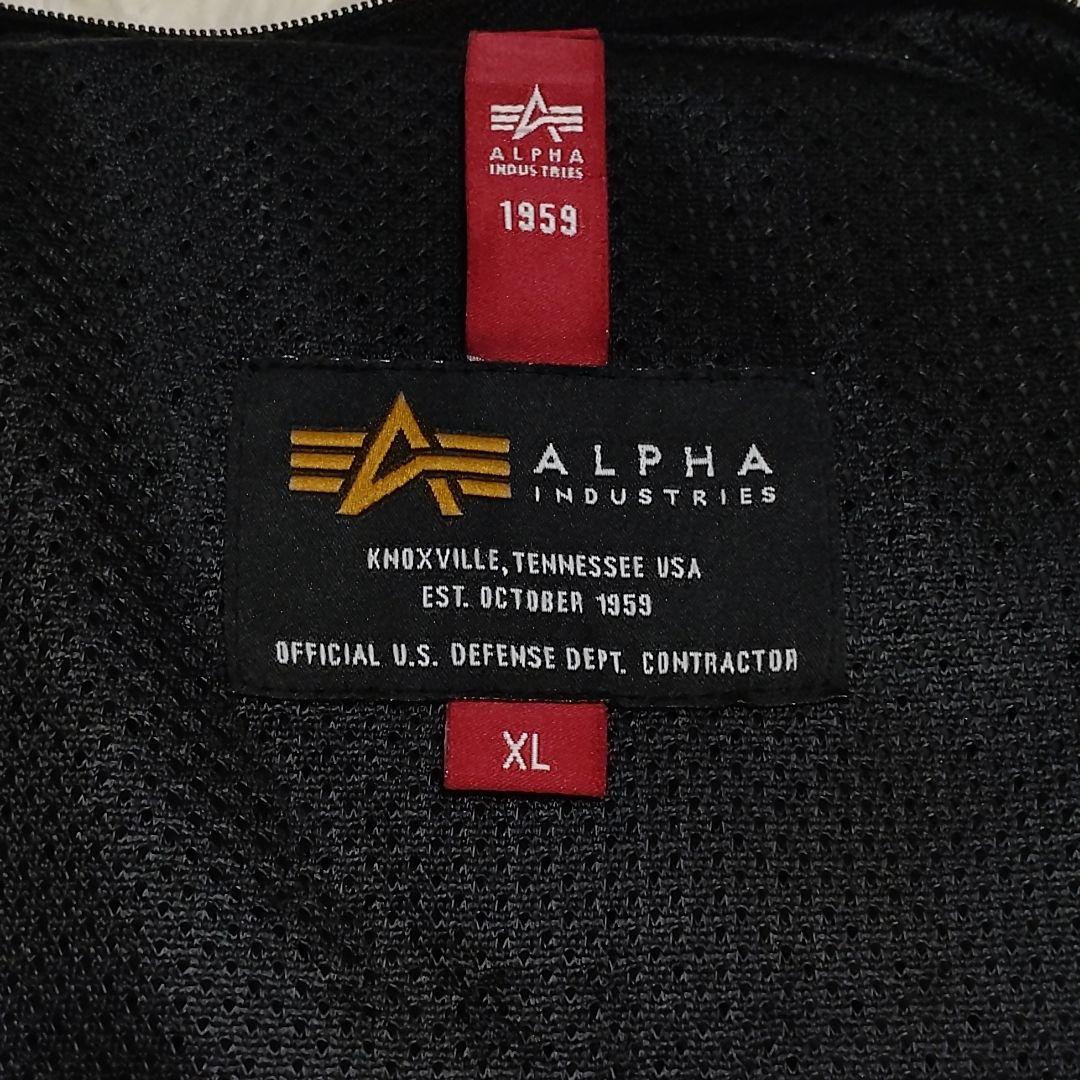 ALPHA
INDUSTRIES
1959
ALPHA
INDUSTRIES
KNOXVILLE, TENNESSEE USA
EST. OCTOBER 1959
OFFICIAL U.S. DEFENSE DEPT. CONTRACTOR
XL